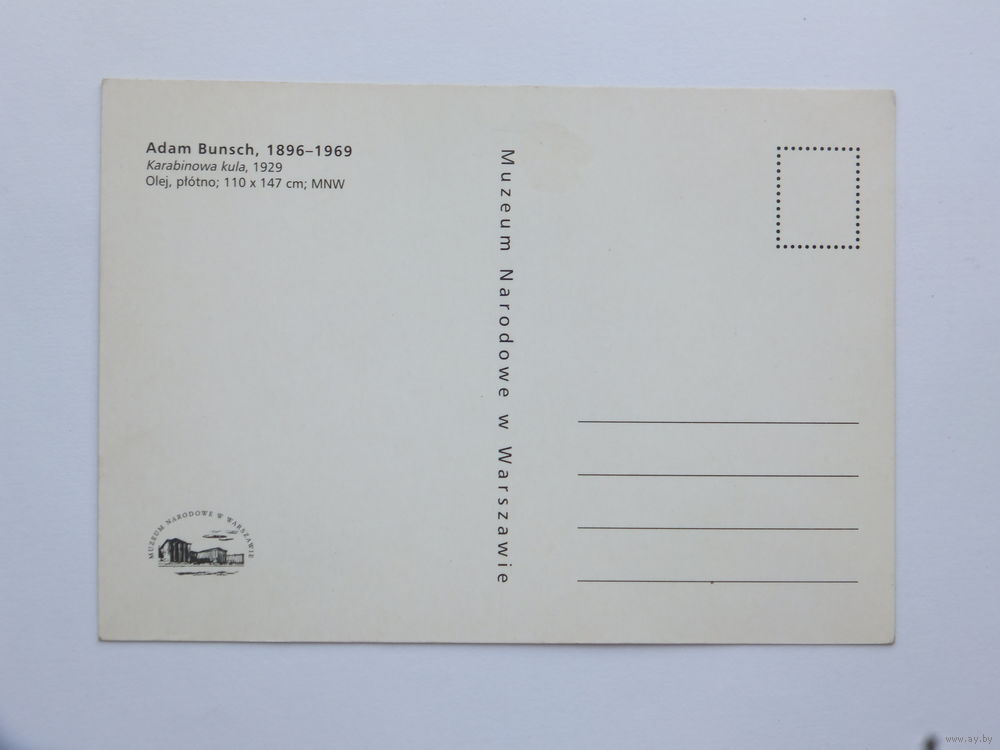 Adam Bunsch, 1896–1969
Karabinowa kula, 1929
Olej, płótno; 110 x 147 cm; MNW
Muzeum Narodowe w Warszawie
MUZEUM NARODOWE W WARSZAWIE
www.ay.by